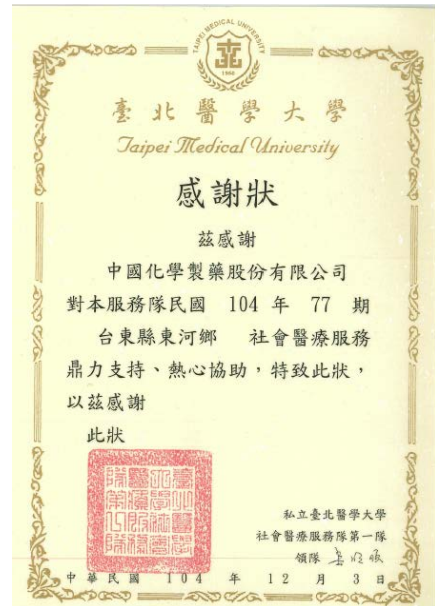 TAIPEI MEDICAL UNIVERSITY
1960
臺北醫學大學
Taipei Medical University
感謝狀
茲感謝
中國化學製藥股份有限公司
對本服務隊民國 104 年 77 期
台東縣東河鄉 社會醫療服務
鼎力支持、熱心協助,特致此狀,
以茲感謝
此狀
私立臺北醫學大學
社會醫療服務隊第一隊
領隊
中華民國 104 年 12 月 3 日